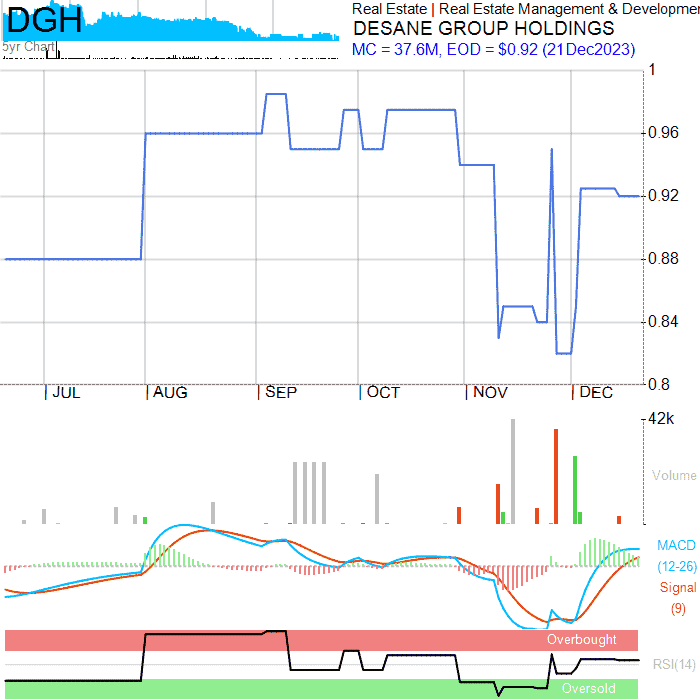 DGH
5yr Chart
Real Estate | Real Estate Management & Developmen
DESANE GROUP HOLDINGS
MC = 37.6M, EOD = $0.92 (21Dec2023)
1
0.96
0.92
0.88
0.84
0.8
JUL AUG SEP OCT NOV DEC
42k
Volume
MACD
(12-26)
Signal
(9)
Overbought
RSI(14)
Oversold